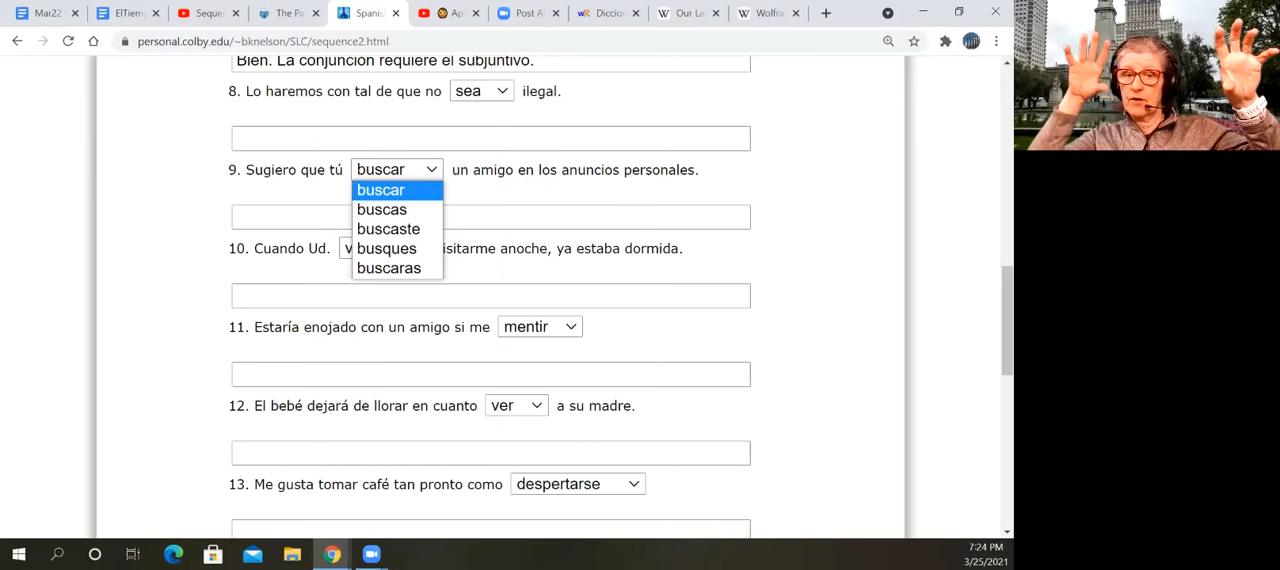 Mar22
ElTiem
Seque
The Pa
Spanis
Ap
Post A
Diccion
Our La
Wolfra
personal.colby.edu/~bknelson/SLC/sequence2.html
Bien. La conjunción requiere el subjuntivo.
8. Lo haremos con tal de que no sea ilegal.
9. Sugiero que tú buscar un amigo en los anuncios personales.
buscar
buscas
buscaste
busques
buscaras
10. Cuando Ud. v isitarme anoche, ya estaba dormida.
11. Estaría enojado con un amigo si me mentir
12. El bebé dejará de llorar en cuanto ver a su madre.
13. Me gusta tomar café tan pronto como despertarse
7:24 PM
3/25/2021